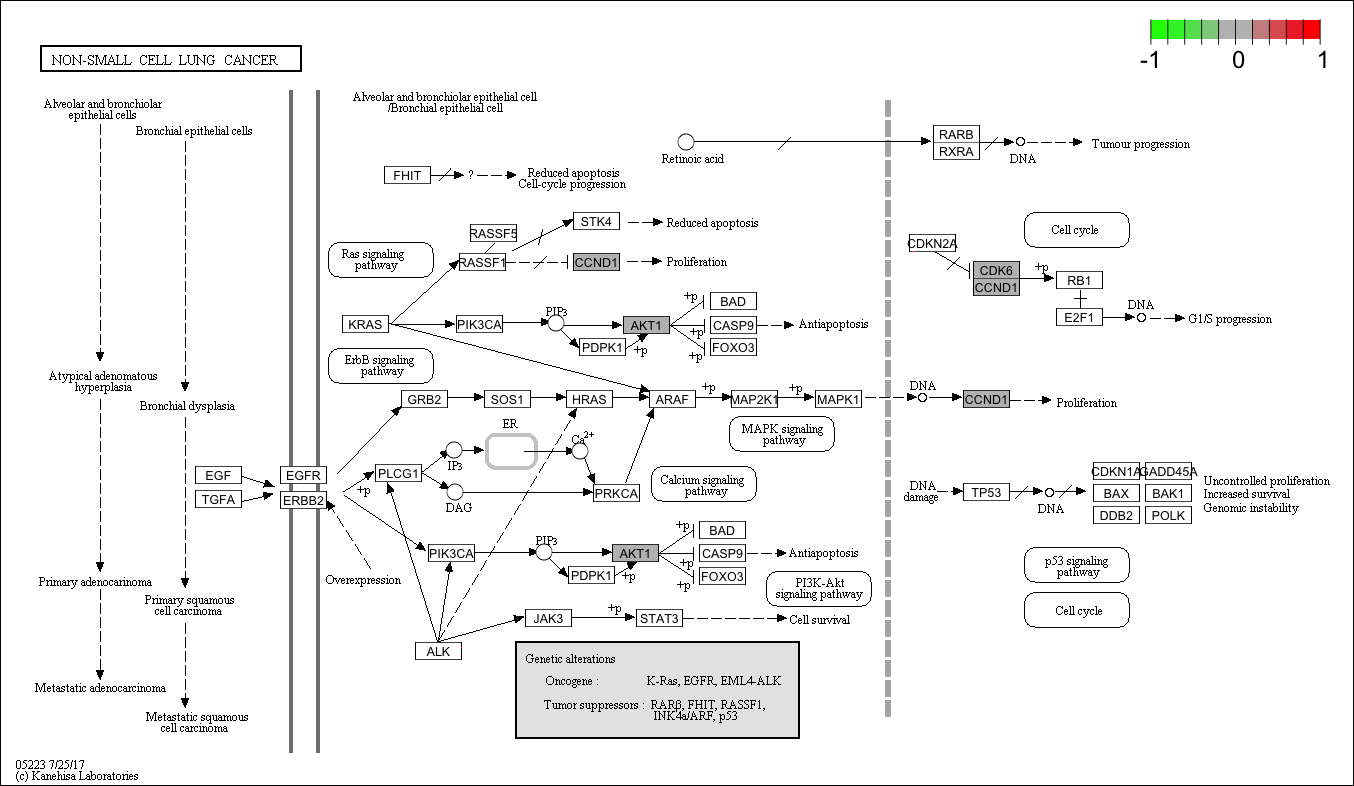 -1 0 1
NON-SMALL CELL LUNG CANCER
Alveolar and bronchiolar
epithelial cells
Bronchial epithelial cells
Alveolar and bronchiolar epithelial cell
/Bronchial epithelial cell
Retinoic acid
RARB
RXRA
DNA
Tumour progression
FHIT
?
Reduced apoptosis
Cell-cycle progression
RASSF5
STK4
Reduced apoptosis
Ras signaling
pathway
RASSF1
CCND1
Proliferation
Cell cycle
CDKN2A
CDK6
CCND1
+p
RB1
E2F1
DNA
G1/S progression
KRAS
PIK3CA
PIP3
AKT1
PDPK1
+p
+p
+p
+p
BAD
CASP9
FOXO3
Antiapoptosis
ErbB signaling
pathway
Atypical adenomatous
hyperplasia
Bronchial dysplasia
GRB2
SOS1
HRAS
ARAF
+p
MAP2K1
+p
MAPK1
DNA
CCND1
Proliferation
MAPK signaling
pathway
ER
Ca2+
IP3
PLCG1
DAG
PRKCA
Calcium signaling
pathway
EGF
TGFA
EGFR
ERBB2
+p
Overexpression
DNA
damage
TP53
DNA
CDKN1A
GADD45A
BAX
BAK1
DDB2
POLK
Uncontrolled proliferation
Increased survival
Genomic instability
PIK3CA
PIP3
AKT1
PDPK1
+p
+p
+p
+p
BAD
CASP9
FOXO3
Antiapoptosis
PI3K-Akt
signaling pathway
p53 signaling
pathway
Cell cycle
JAK3
+p
STAT3
Cell survival
ALK
Primary adenocarinoma
Primary squamous
cell carcinoma
Metastatic adenocarcinoma
Metastatic squamous
cell carcinoma
Genetic alterations
Oncogene : K-Ras, EGFR, EML4-ALK
Tumor suppressors : RARβ, FHIT, RASSF1,
INK4a/ARF, p53
05223 7/25/17
(c) Kanehisa Laboratories